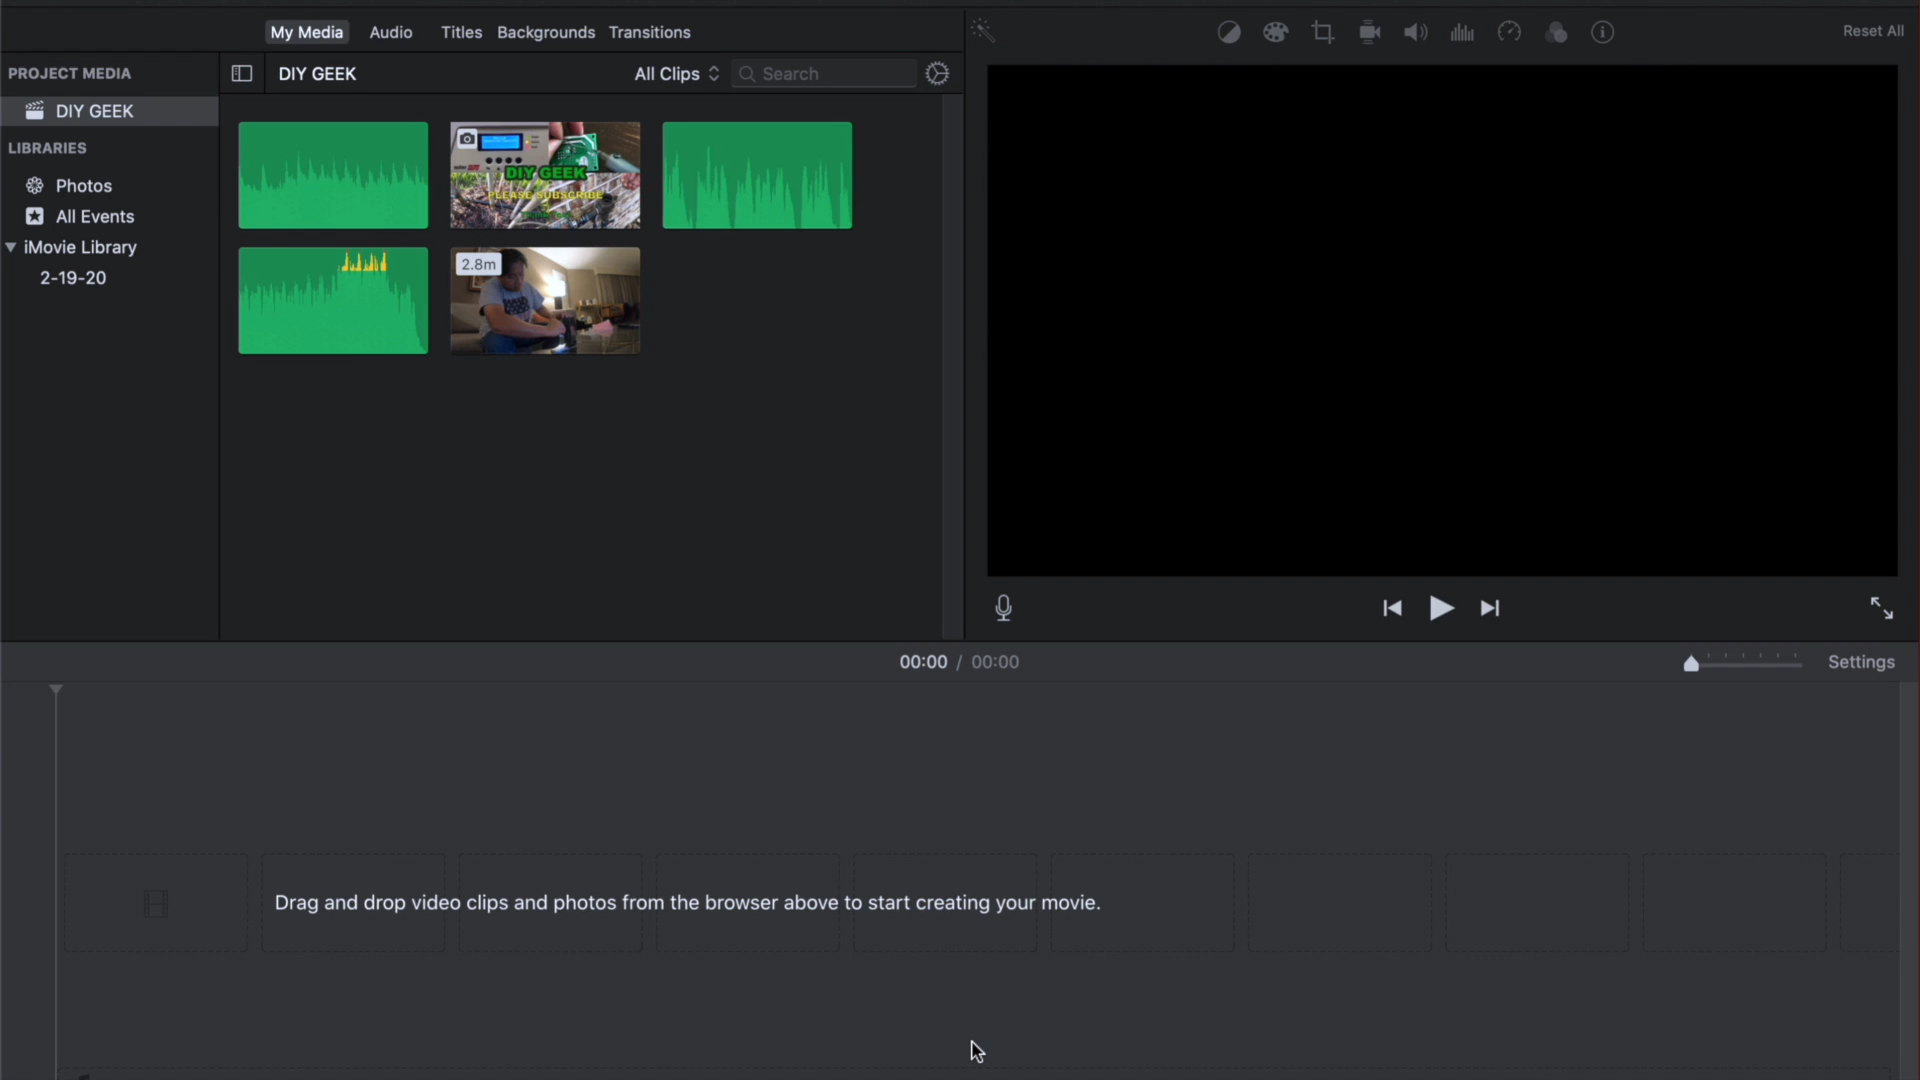 My Media Audio Titles Backgrounds Transitions
Reset All
PROJECT MEDIA
DIY GEEK
All Clips
Search
DIY GEEK
LIBRARIES
Photos
All Events
iMovie Library
2-19-20
DIY GEEK
PLEASE SUBSCRIBE
2.8m
00:00 / 00:00
Settings
Drag and drop video clips and photos from the browser above to start creating your movie.